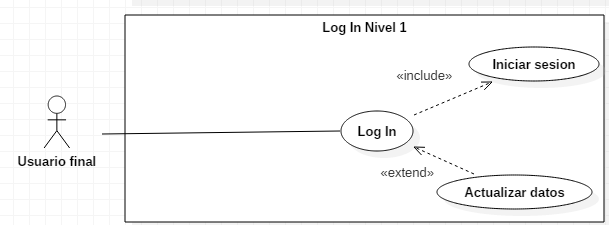 Log In Nivel 1
Iniciar sesion
«include»
Log In
Usuario final
«extend»
Actualizar datos